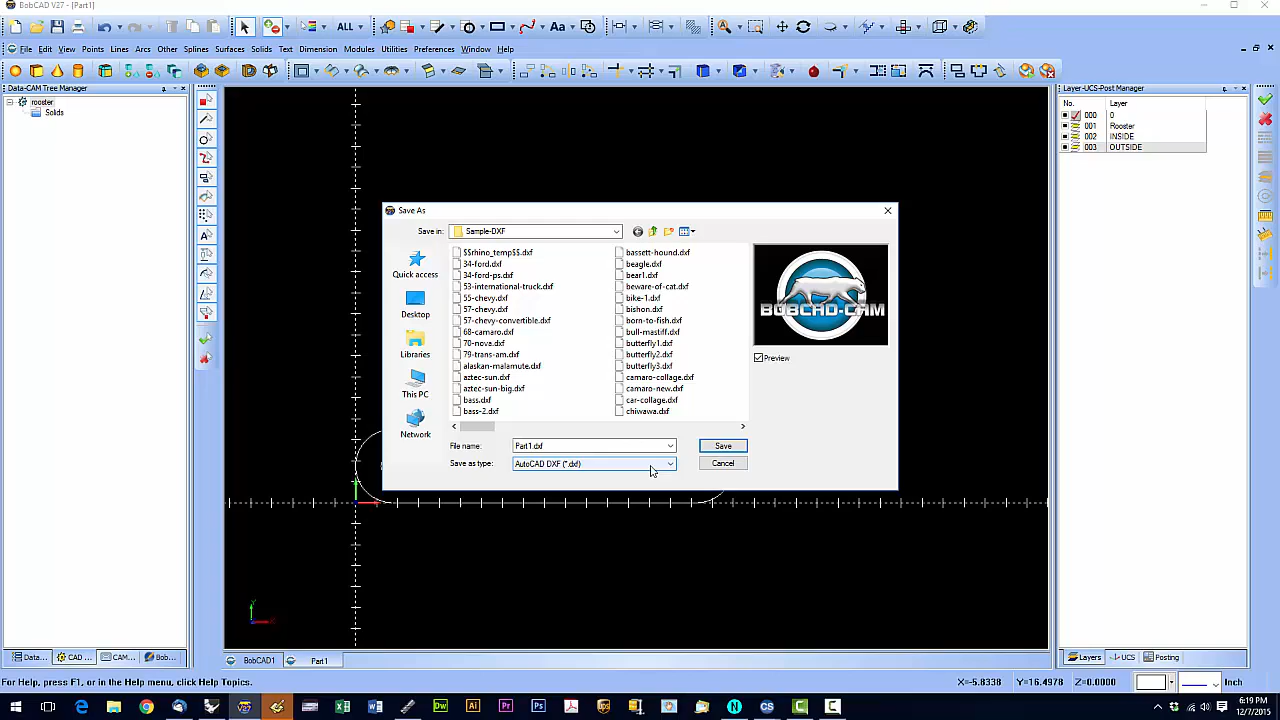 BobCAD V27 - [Part1]
ALL
Aa
File Edit View Points Lines Arcs Other Splines Surfaces Solids Text Dimension Modules Utilities Preferences Window Help
Data-CAM Tree Manager
rooster
Solids
Layer-UCS-Post Manager
No. Layer
000 0
001 Rooster
002 INSIDE
003 OUTSIDE
Save As
Save in: Sample-DXF
Quick access
Desktop
Libraries
This PC
Network
$$rhino_temp$$.dxf
34-ford.dxf
34-ford-ps.dxf
53-international-truck.dxf
55-chevy.dxf
57-chevy.dxf
57-chevy-convertible.dxf
68-camaro.dxf
70-nova.dxf
79-trans-am.dxf
alaskan-malamute.dxf
aztec-sun.dxf
aztec-sun-big.dxf
bass.dxf
bass-2.dxf
bassett-hound.dxf
beagle.dxf
bear1.dxf
beware-of-cat.dxf
bike-1.dxf
bishon.dxf
born-to-fish.dxf
bull-mastiff.dxf
butterfly1.dxf
butterfly2.dxf
butterfly3.dxf
camaro-collage.dxf
camaro-new.dxf
car-collage.dxf
chiwawa.dxf
BOBCAD-CAM
Preview
File name: Part1.dxf
Save
Save as type: AutoCAD DXF (*.dxf)
Cancel
Y
X
Data... CAD ... CAM... Bob...
BobCAD1 Part1
Layers UCS Posting
For Help, press F1, or in the Help menu, click Help Topics.
X=-5.8338 Y=16.4978 Z=0.0000 Inch
V27 Dw Ai Pr Ps N CS
6:19 PM
12/7/2015